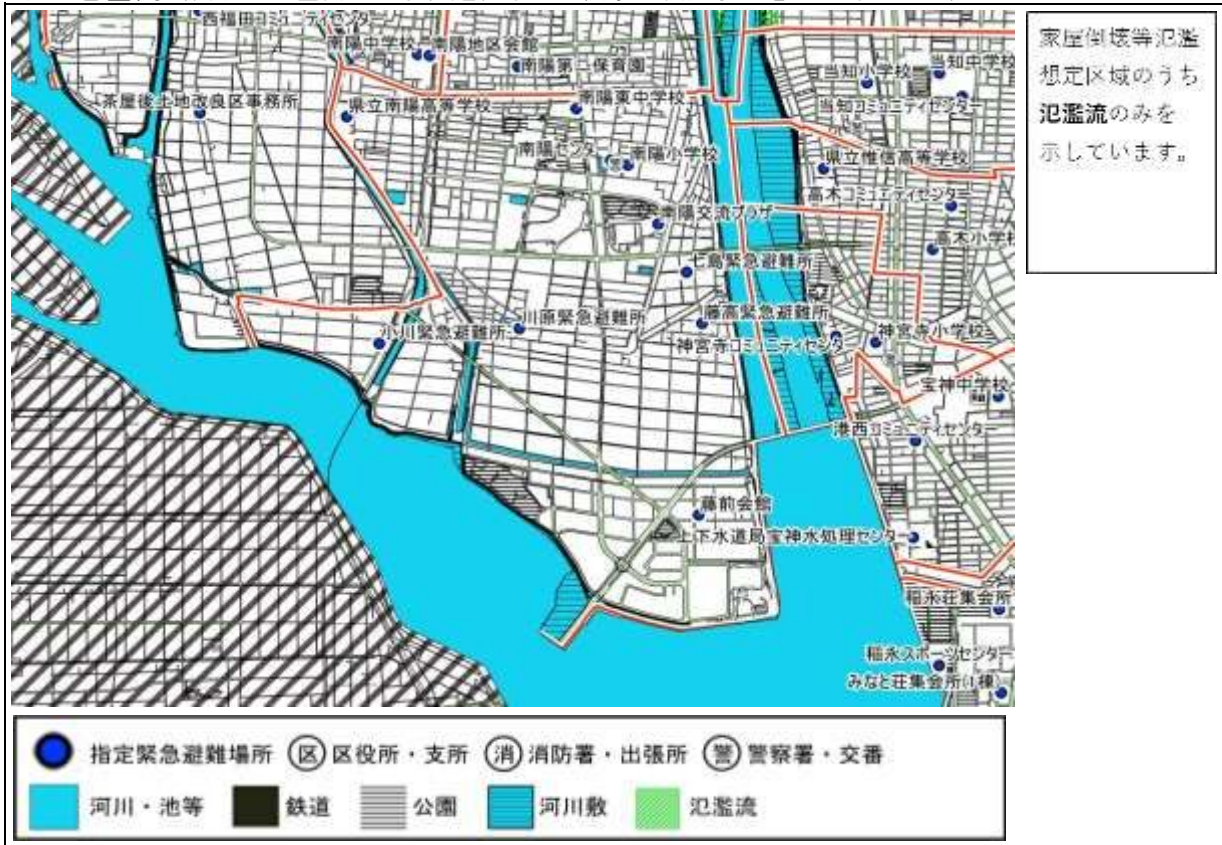 西福田コミュニティセンター
南陽中学校
南陽地区会館
南陽第二保育園
当知小学校
当知中学校
茶屋後土地改良区事務所
県立南陽高等学校
南陽東中学校
当知コミュニティセンター
南陽センター
南陽小学校
県立惟信高等学校
高木コミュニティセンター
南陽交流プラザ
高木小学校
七島緊急避難所
小川緊急避難所
川原緊急避難所
藤高緊急避難所
神宮寺コミュニティセンタ
神宮寺小学校
宝神中学校
港西コミュニティセンター
藤前会館
上下水道局宝神水処理センター
稲永荘集会所
稲永スポーツセンター
みなと荘集会所(1棟)
家屋倒壊等氾濫
想定区域のうち
氾濫流のみを
示しています。
指定緊急避難場所 区 区役所・支所 消 消防署・出張所 警 警察署・交番
河川・池等 鉄道 公園 河川敷 氾濫流